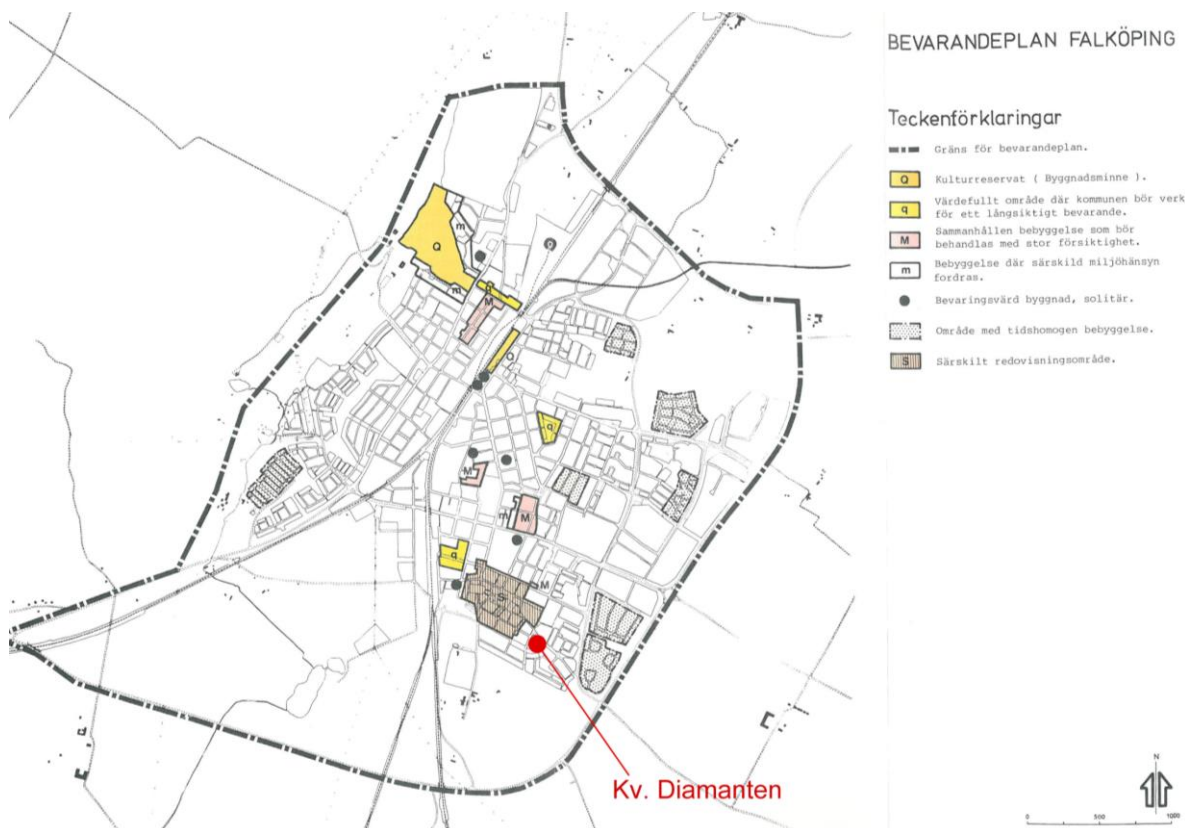 BEVARANDEPLAN FALKÖPING
Teckenförklaringar
Gräns för bevarandeplan.
Q Kulturreservat ( Byggnadsminne ).
q Värdefullt område där kommunen bör verk
för ett långsiktigt bevarande.
M Sammanhållen bebyggelse som bör
behandlas med stor försiktighet.
m Bebyggelse där särskild miljöhänsyn
fordras.
Bevaringsvärd byggnad, solitär.
Område med tidshomogen bebyggelse.
S Särskilt redovisningsområde.
m
Q
Q
m
q
M
Q
q
M
m
M
q
S
M
Kv. Diamanten
N
0 500 1000